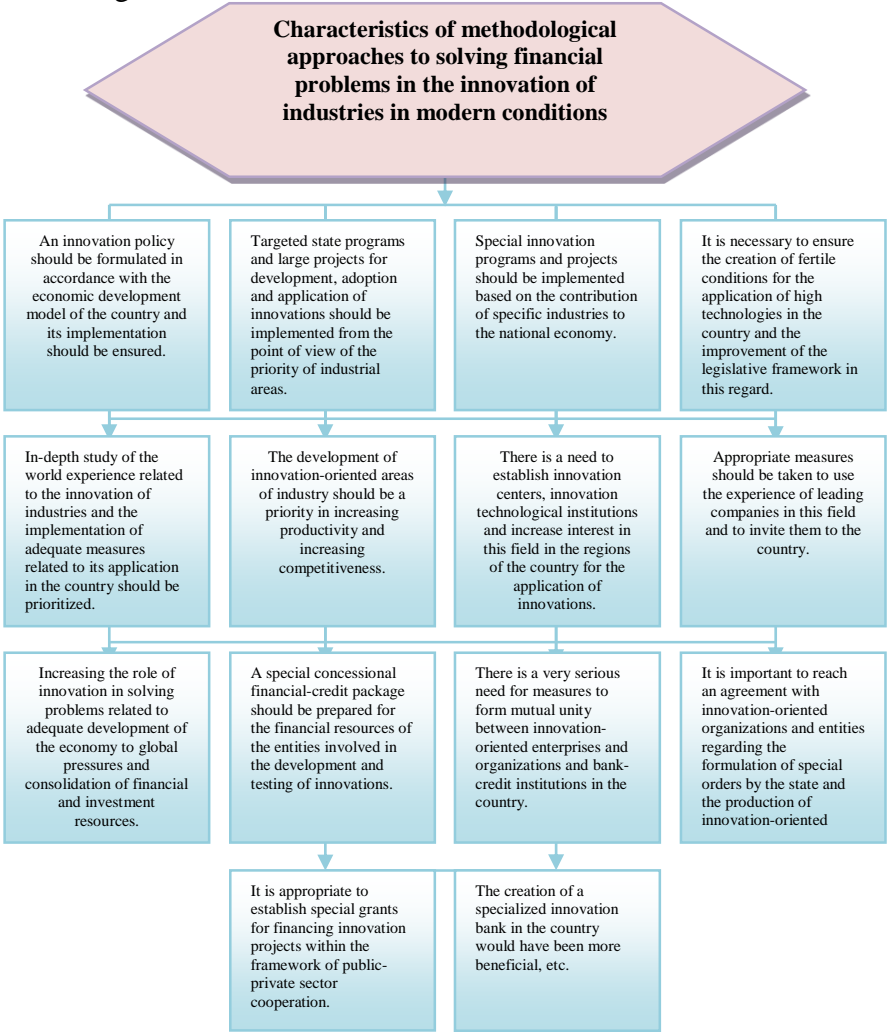 Characteristics of methodological
approaches to solving financial
problems in the innovation of
industries in modern conditions
An innovation policy
should be formulated in
accordance with the
economic development
model of the country and
its implementation
should be ensured.
Targeted state programs
and large projects for
development, adoption
and application of
innovations should be
implemented from the
point of view of the
priority of industrial
areas.
Special innovation
programs and projects
should be implemented
based on the contribution
of specific industries to
the national economy.
It is necessary to ensure
the creation of fertile
conditions for the
application of high
technologies in the
country and the
improvement of the
legislative framework in
this regard.
In-depth study of the
world experience related
to the innovation of
industries and the
implementation of
adequate measures
related to its application
in the country should be
prioritized.
The development of
innovation-oriented areas
of industry should be a
priority in increasing
productivity and
increasing
competitiveness.
There is a need to
establish innovation
centers, innovation
technological institutions
and increase interest in
this field in the regions
of the country for the
application of
innovations.
Appropriate measures
should be taken to use
the experience of leading
companies in this field
and to invite them to the
country.
Increasing the role of
innovation in solving
problems related to
adequate development of
the economy to global
pressures and
consolidation of financial
and investment
resources.
A special concessional
financial-credit package
should be prepared for
the financial resources of
the entities involved in
the development and
testing of innovations.
There is a very serious
need for measures to
form mutual unity
between innovation-
oriented enterprises and
organizations and bank-
credit institutions in the
country.
It is important to reach
an agreement with
innovation-oriented
organizations and entities
regarding the
formulation of special
orders by the state and
the production of
innovation-oriented
It is appropriate to
establish special grants
for financing innovation
projects within the
framework of public-
private sector
cooperation.
The creation of a
specialized innovation
bank in the country
would have been more
beneficial, etc.